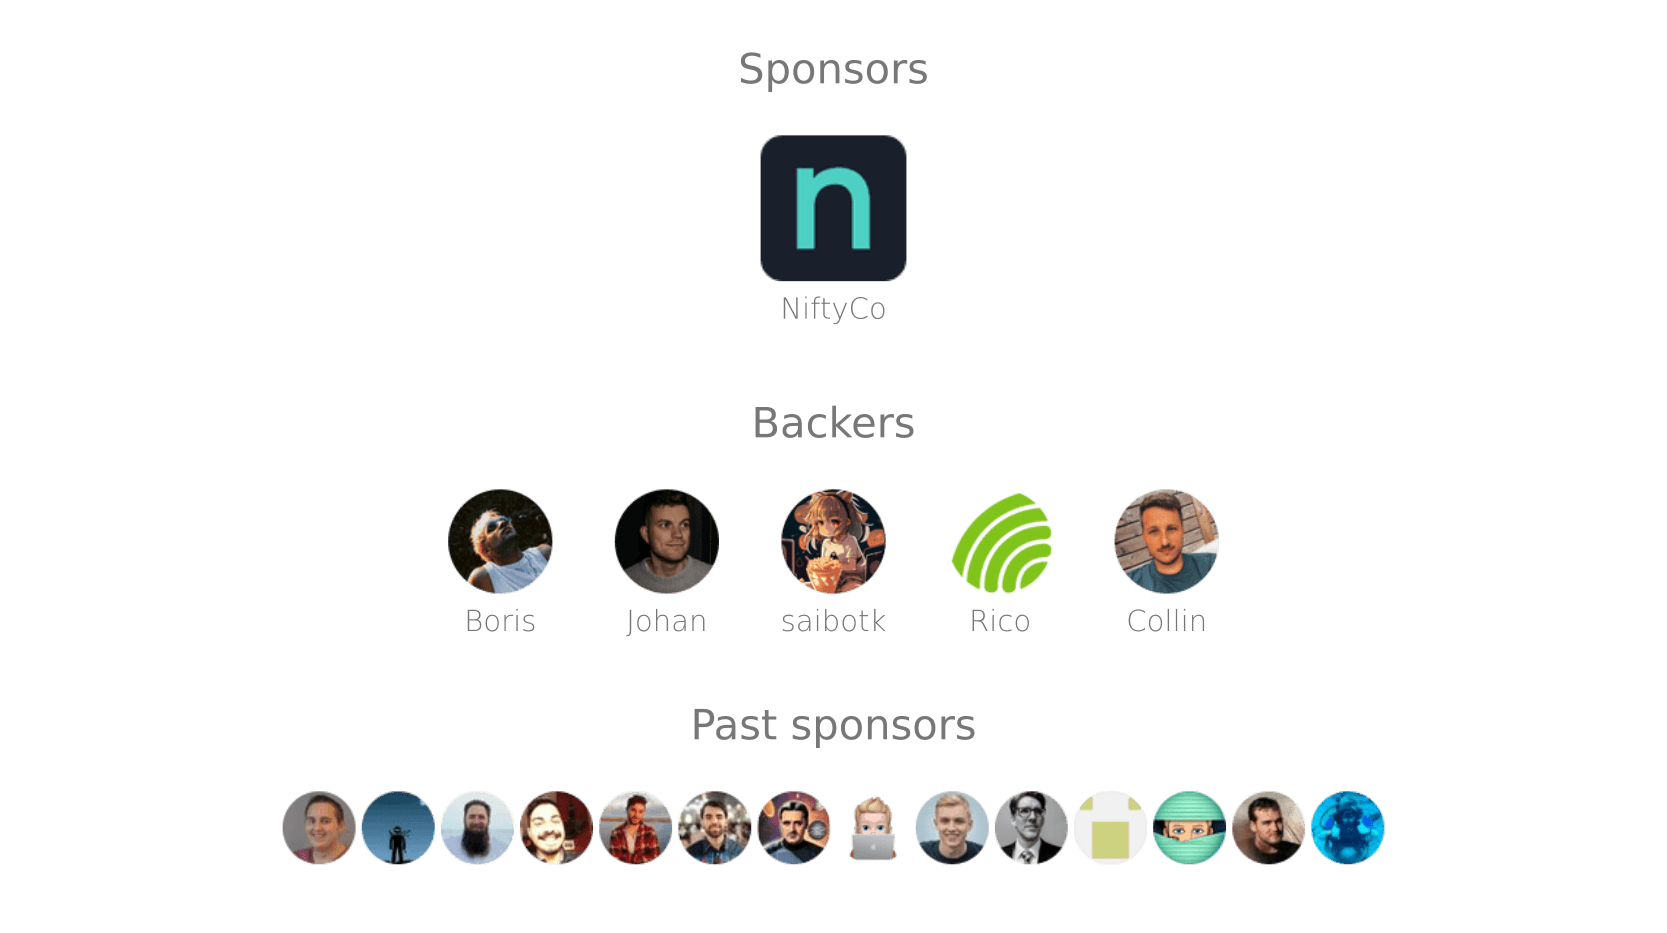 Sponsors
n
NiftyCo
Backers
Boris Johan saibotk Rico Collin
Past sponsors